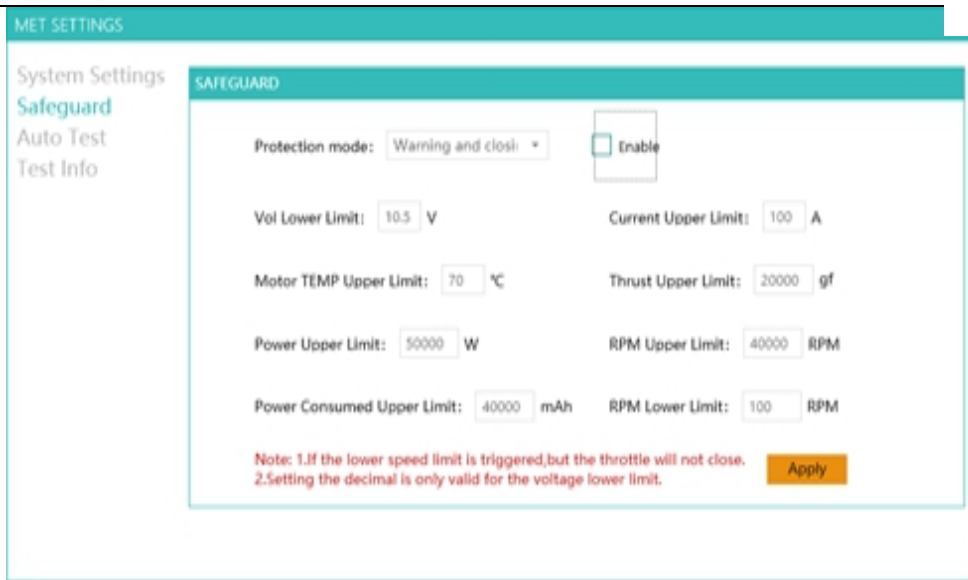 MET SETTINGS
System Settings
Safeguard
Auto Test
Test Info
SAFEGUARD
Protection mode: Warning and closi
Enable
Vol Lower Limit: 10.5 V
Current Upper Limit: 100 A
Motor TEMP Upper Limit: 70 ℃
Thrust Upper Limit: 20000 gf
Power Upper Limit: 50000 W
RPM Upper Limit: 40000 RPM
Power Consumed Upper Limit: 40000 mAh
RPM Lower Limit: 100 RPM
Note: 1.If the lower speed limit is triggered,but the throttle will not close.
2.Setting the decimal is only valid for the voltage lower limit.
Apply